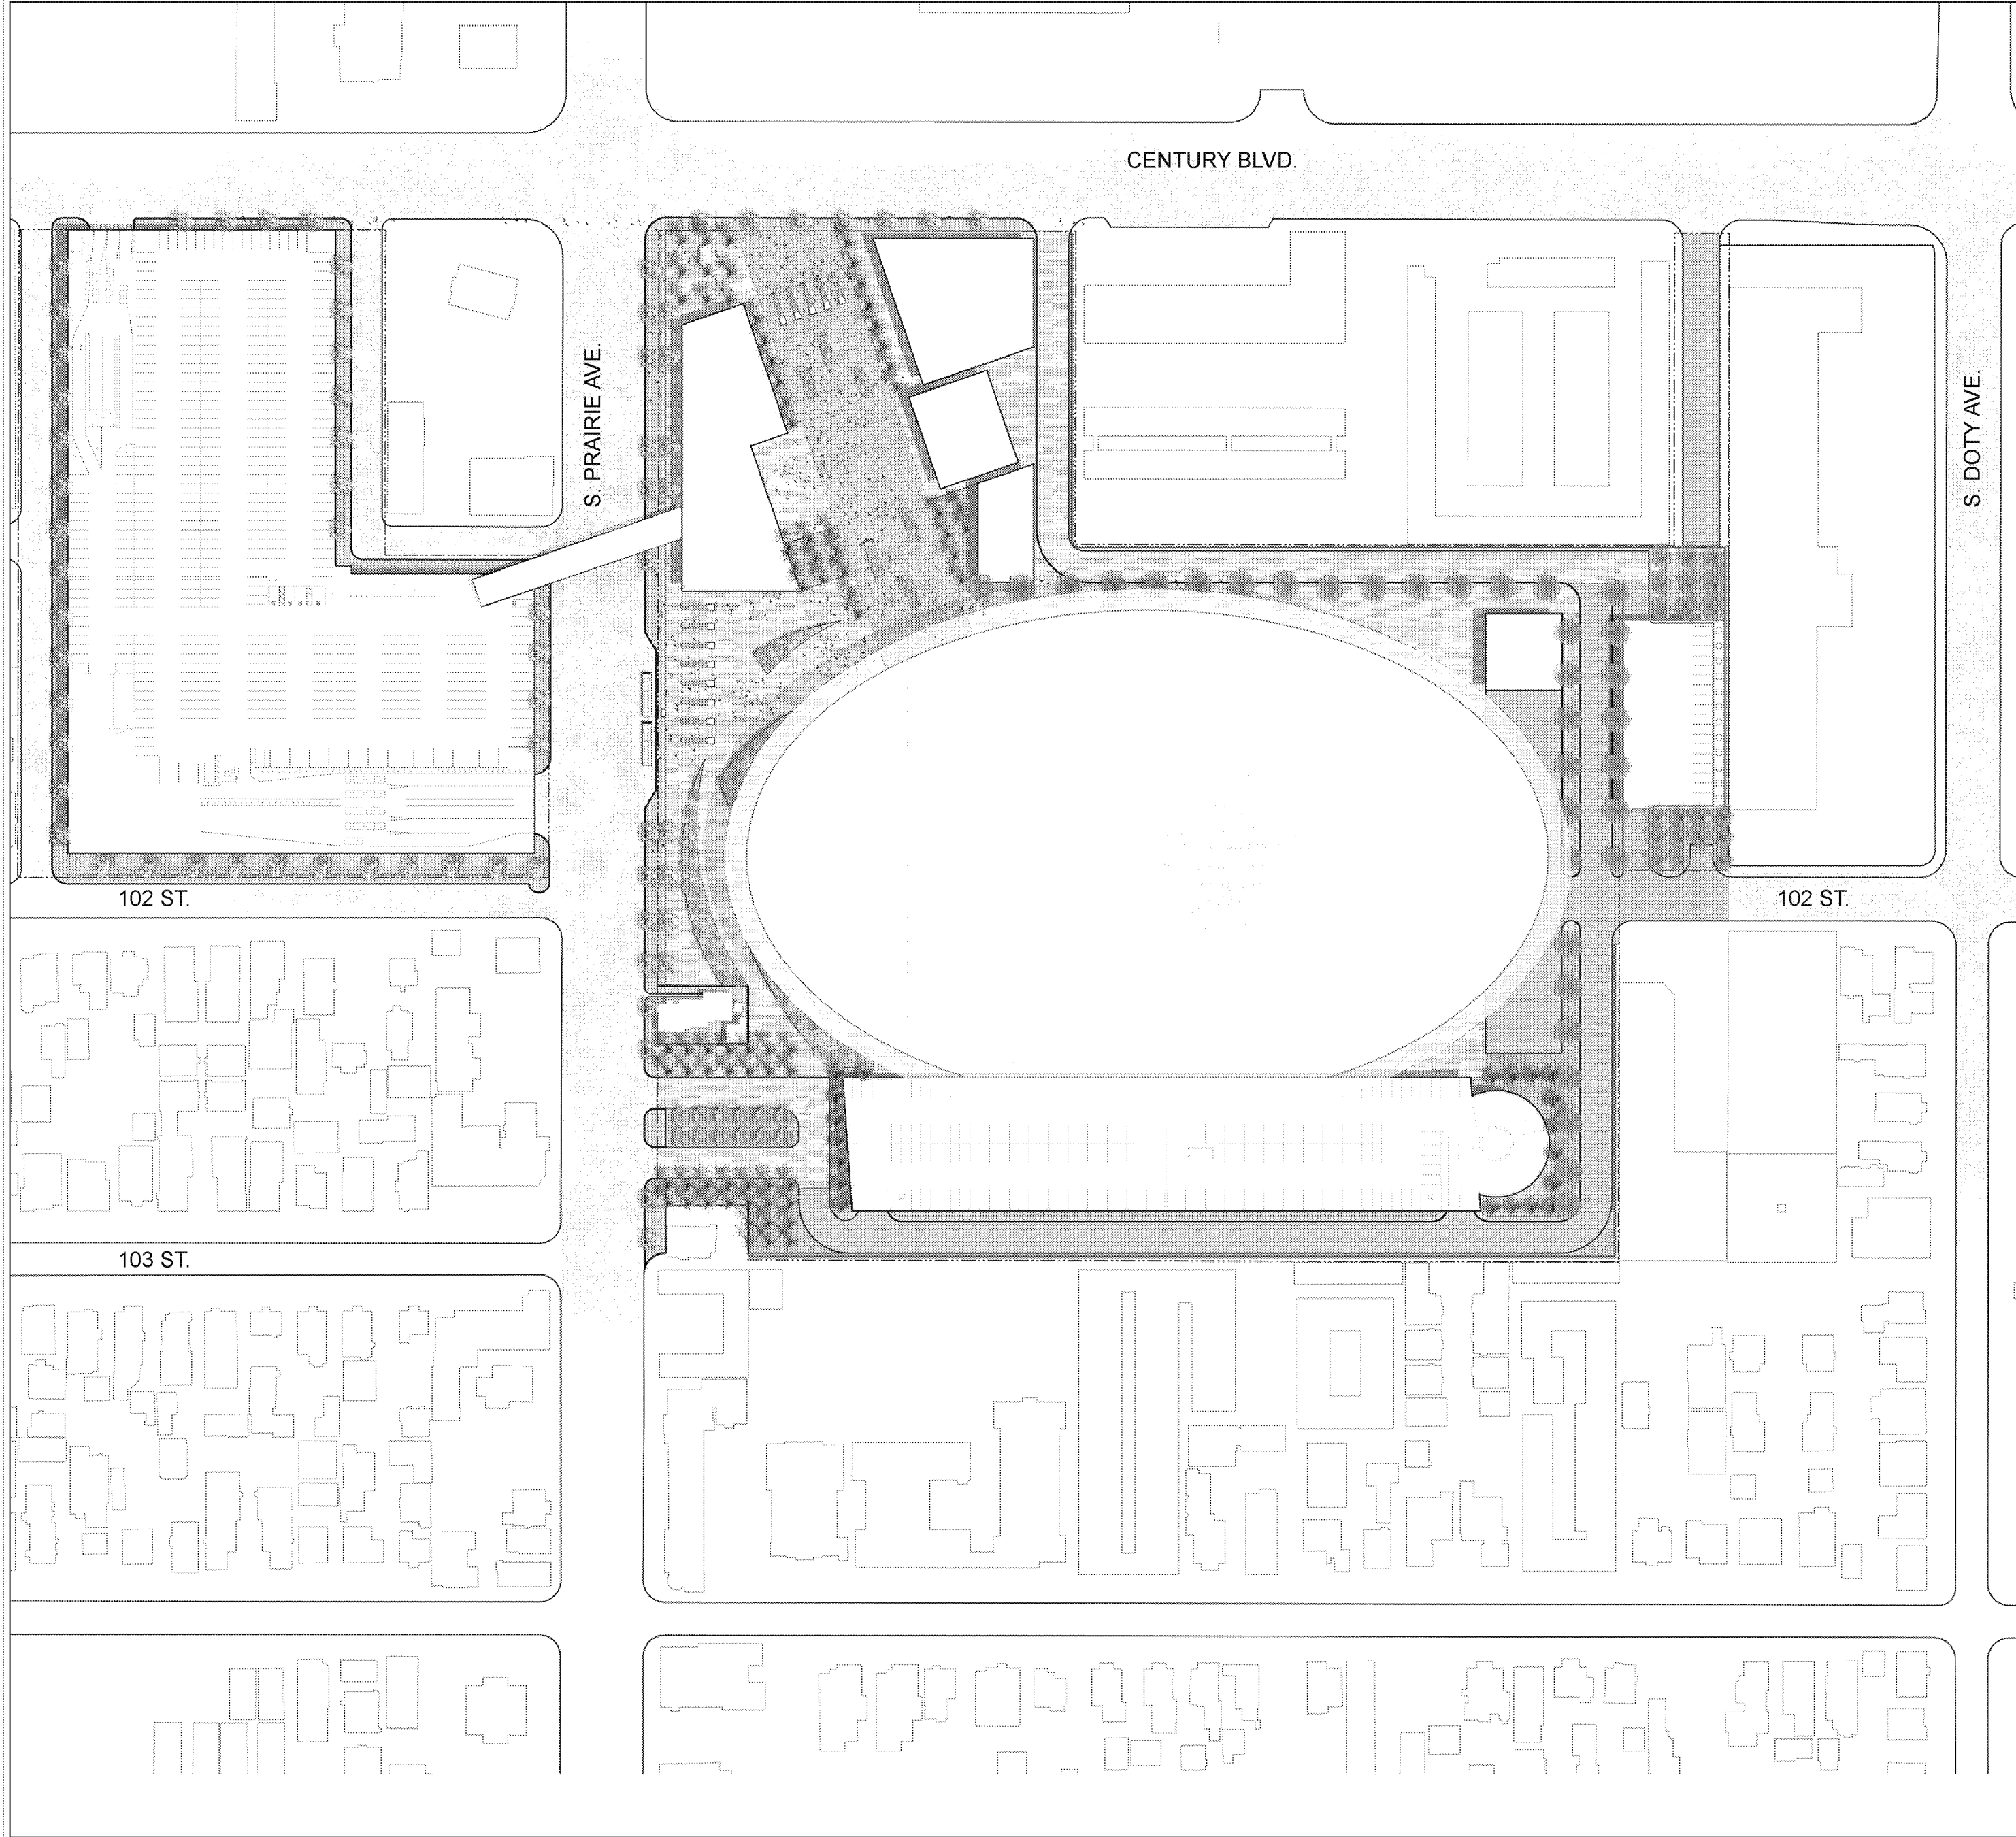 CENTURY BLVD.
S. PRAIRIE AVE.
S. DOTY AVE.
102 ST.
102 ST.
103 ST.